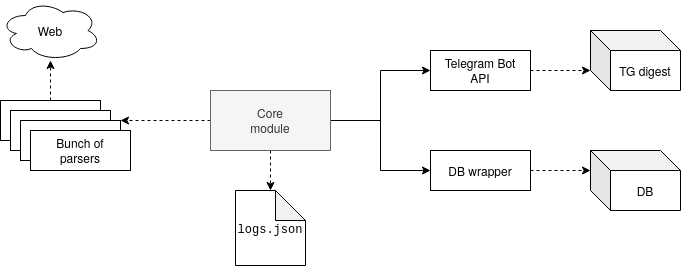 Web
Bunch of
parsers
Core
module
logs.json
Telegram Bot
API
TG digest
DB wrapper
DB